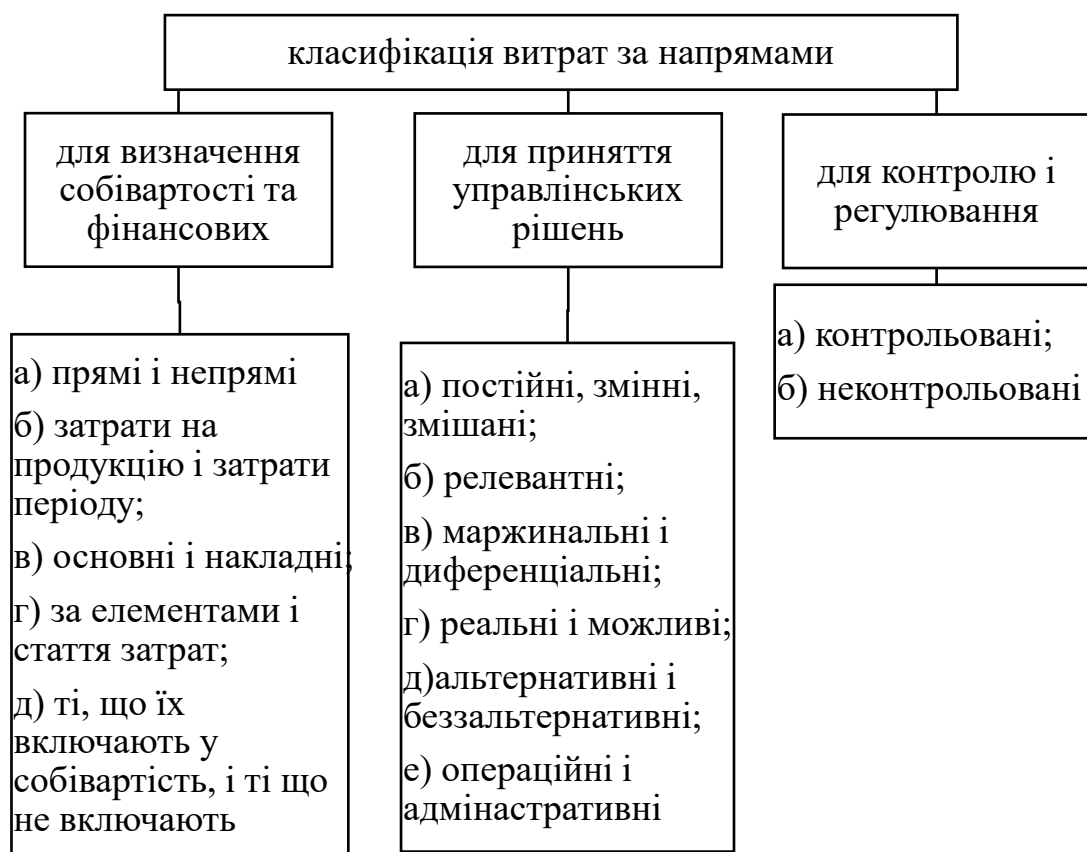 класифікація витрат за напрямами
для визначення
собівартості та
фінансових
для приняття
управлінських
рішень
для контролю і
регулювання
а) прямі і непрямі
б) затрати на
продукцію і затрати
періоду;
в) основні і накладні;
г) за елементами і
стаття затрат;
д) ті, що їх
включають у
собівартість, і ті що
не включають
а) постійні, змінні,
змішані;
б) релевантні;
в) маржинальні і
диференціальні;
г) реальні і можливі;
д)альтернативні і
беззальтернативні;
е) операційні і
адмінастративні
а) контрольовані;
б) неконтрольовані